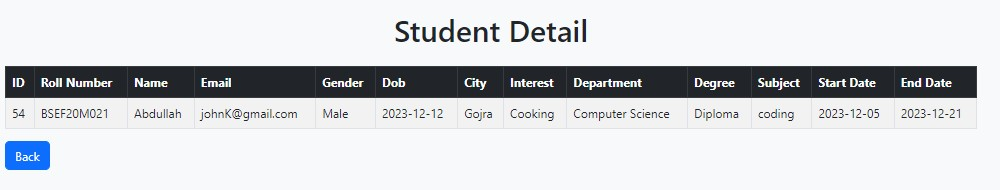 Student Detail
ID Roll Number Name Email Gender Dob City Interest Department Degree Subject Start Date End Date
54 BSEF20M021 Abdullah johnK@gmail.com Male 2023-12-12 Gojra Cooking Computer Science Diploma coding 2023-12-05 2023-12-21
Back